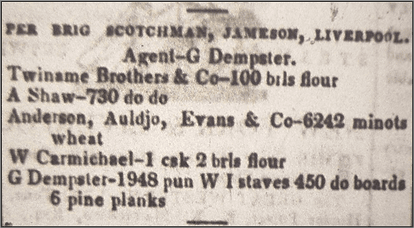 PER BRIG SCOTCHMAN, JAMESON, LIVERPOOL.
Agent-G Dempster.
Twiname Brothers & Co-100 brls flour
A Shaw-730 do do
Anderson, Auldjo, Evans & Co-6242 minots
wheat
W Carmichael-1 csk 2 brls flour
G Dempster-1948 pun W I staves 450 do boards
6 pine planks